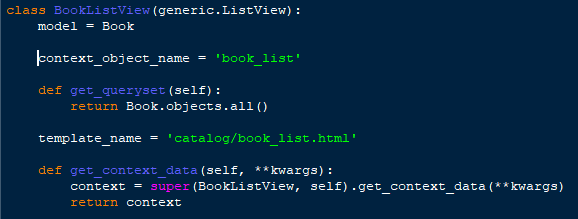 class BookListView(generic.ListView):
    model = Book

    context_object_name = 'book_list'

    def get_queryset(self):
        return Book.objects.all()

    template_name = 'catalog/book_list.html'

    def get_context_data(self, **kwargs):
        context = super(BookListView, self).get_context_data(**kwargs)
        return context